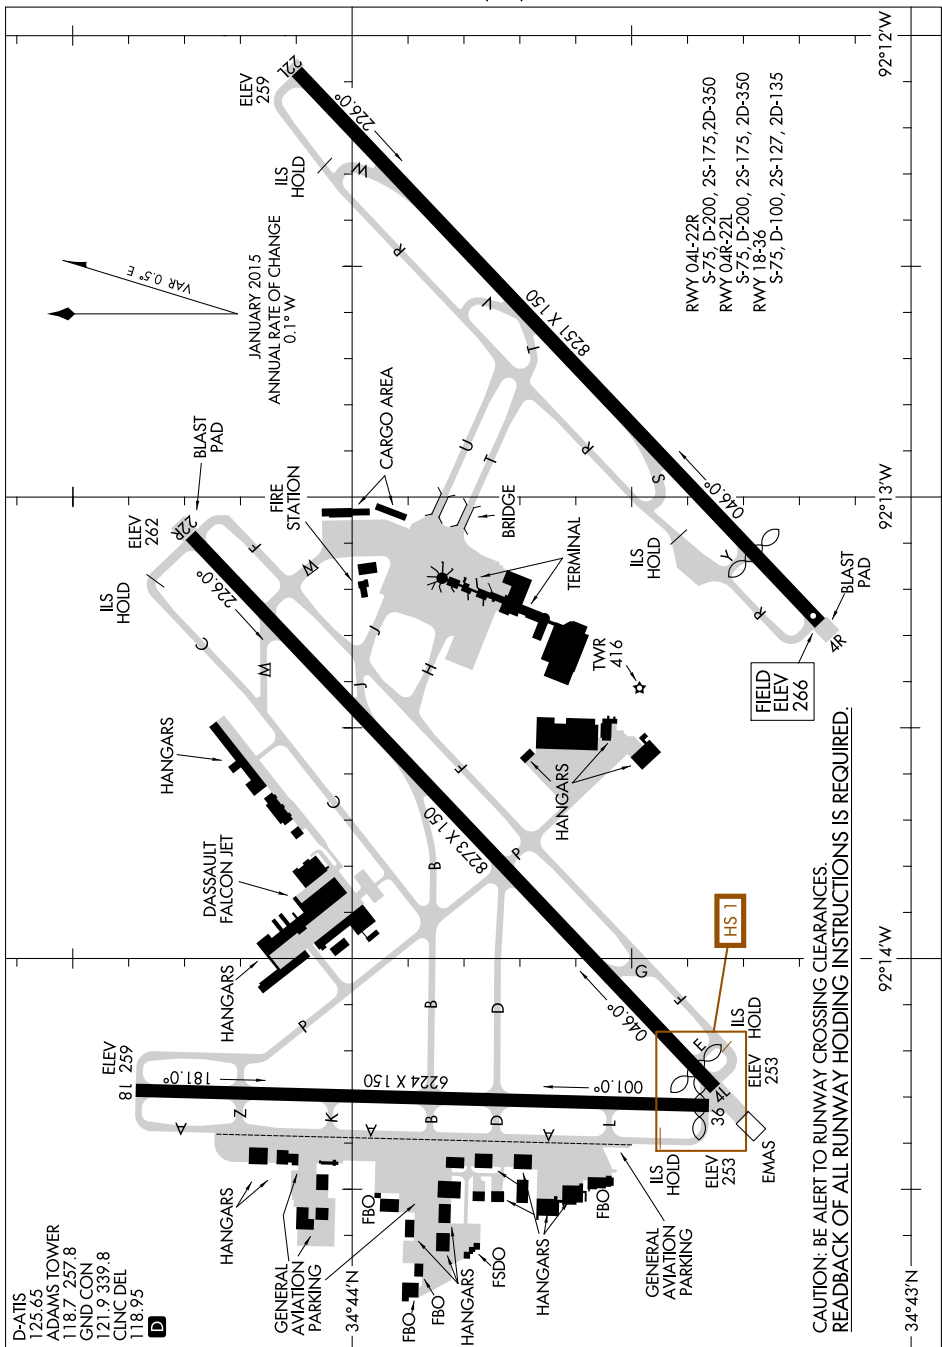 D-ATIS
125.65
ADAMS TOWER
118.7 257.8
GND CON
121.9 339.8
CLNC DEL
118.95
D
ELEV
259
22L
226.0°
ILS
HOLD
W
R
VAR 0.5° E
JANUARY 2015
ANNUAL RATE OF CHANGE
0.1° W
92°12'W
RWY 04L-22R
S-75, D-200, 2S-175,2D-350
RWY 04R-22L
S-75, D-200, 2S-175, 2D-350
RWY 18-36
S-75, D-100, 2S-127, 2D-135
V
T
8251 X 150
CARGO AREA
BLAST
PAD
FIRE
STATION
ELEV
262
22R
226.0°
ILS
HOLD
F
W
C
W
U
T
BRIDGE
TERMINAL
R
S
046.0°
92°13'W
ILS
HOLD
Y
R
BLAST
PAD
4R
FIELD
ELEV
266
TWR
416
J
J
H
F
HANGARS
HANGARS
C
DASSAULT
FALCON JET
HANGARS
8273 X 150
B
P
P
B
D
G
F
046.0°
HS 1
92°14'W
E
ILS
HOLD
ELEV
253
4L
36
EMAS
ELEV
253
ILS
HOLD
ELEV
259
18
181.0°
6224 X 150
001.0°
A
Z
K
A
B
D
A
L
HANGARS
GENERAL
AVIATION
PARKING
FBO
FBO
FBO
FBO
HANGARS
FSDO
HANGARS
GENERAL
AVIATION
PARKING
34°44'N
34°43'N
CAUTION: BE ALERT TO RUNWAY CROSSING CLEARANCES.
READBACK OF ALL RUNWAY HOLDING INSTRUCTIONS IS REQUIRED.